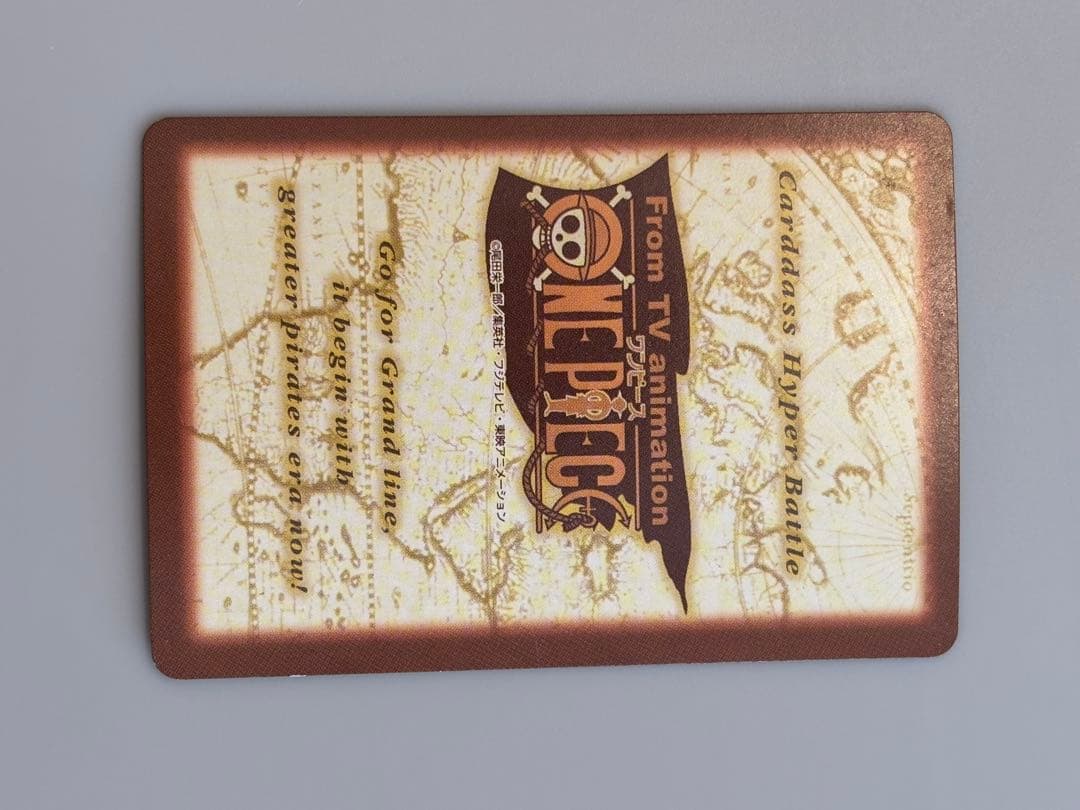 Carddass Hyper Battle
From TV animation
ワンピース
ONE PIECE
©尾田栄一郎／集英社・フジテレビ・東映アニメーション
Go for Grand line,
it begin with
greater pirates era now!